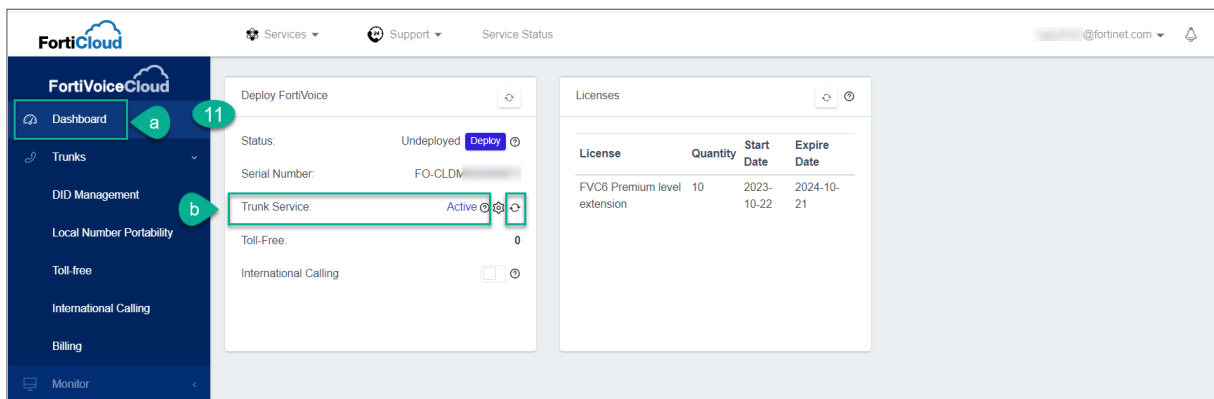 FortiCloud
Services
24
Support
Service Status
@fortinet.com
FortiVoiceCloud
Dashboard
a
11
Trunks
DID Management
b
Local Number Portability
Toll-free
International Calling
Billing
Monitor
Deploy FortiVoice
Status:
Undeployed Deploy
Serial Number:
FO-CLDM
Trunk Service:
Active
Toll-Free:
0
International Calling
Licenses
License Quantity Start Date Expire Date
FVC6 Premium level extension 10 2023-10-22 2024-10-21